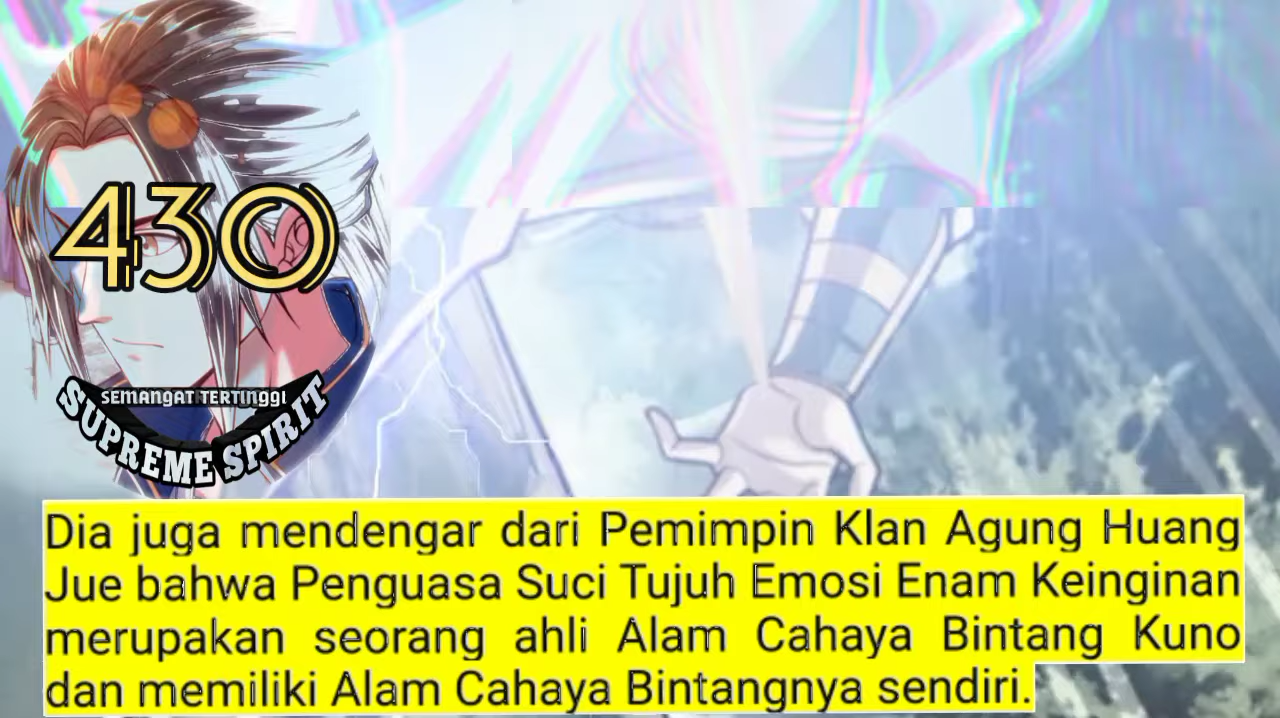 430
SEMANGAT TERTINGGI
SUPREME SPIRIT
Dia juga mendengar dari Pemimpin Klan Agung Huang
Jue bahwa Penguasa Suci Tujuh Emosi Enam Keinginan
merupakan seorang ahli Alam Cahaya Bintang Kuno
dan memiliki Alam Cahaya Bintangnya sendiri.